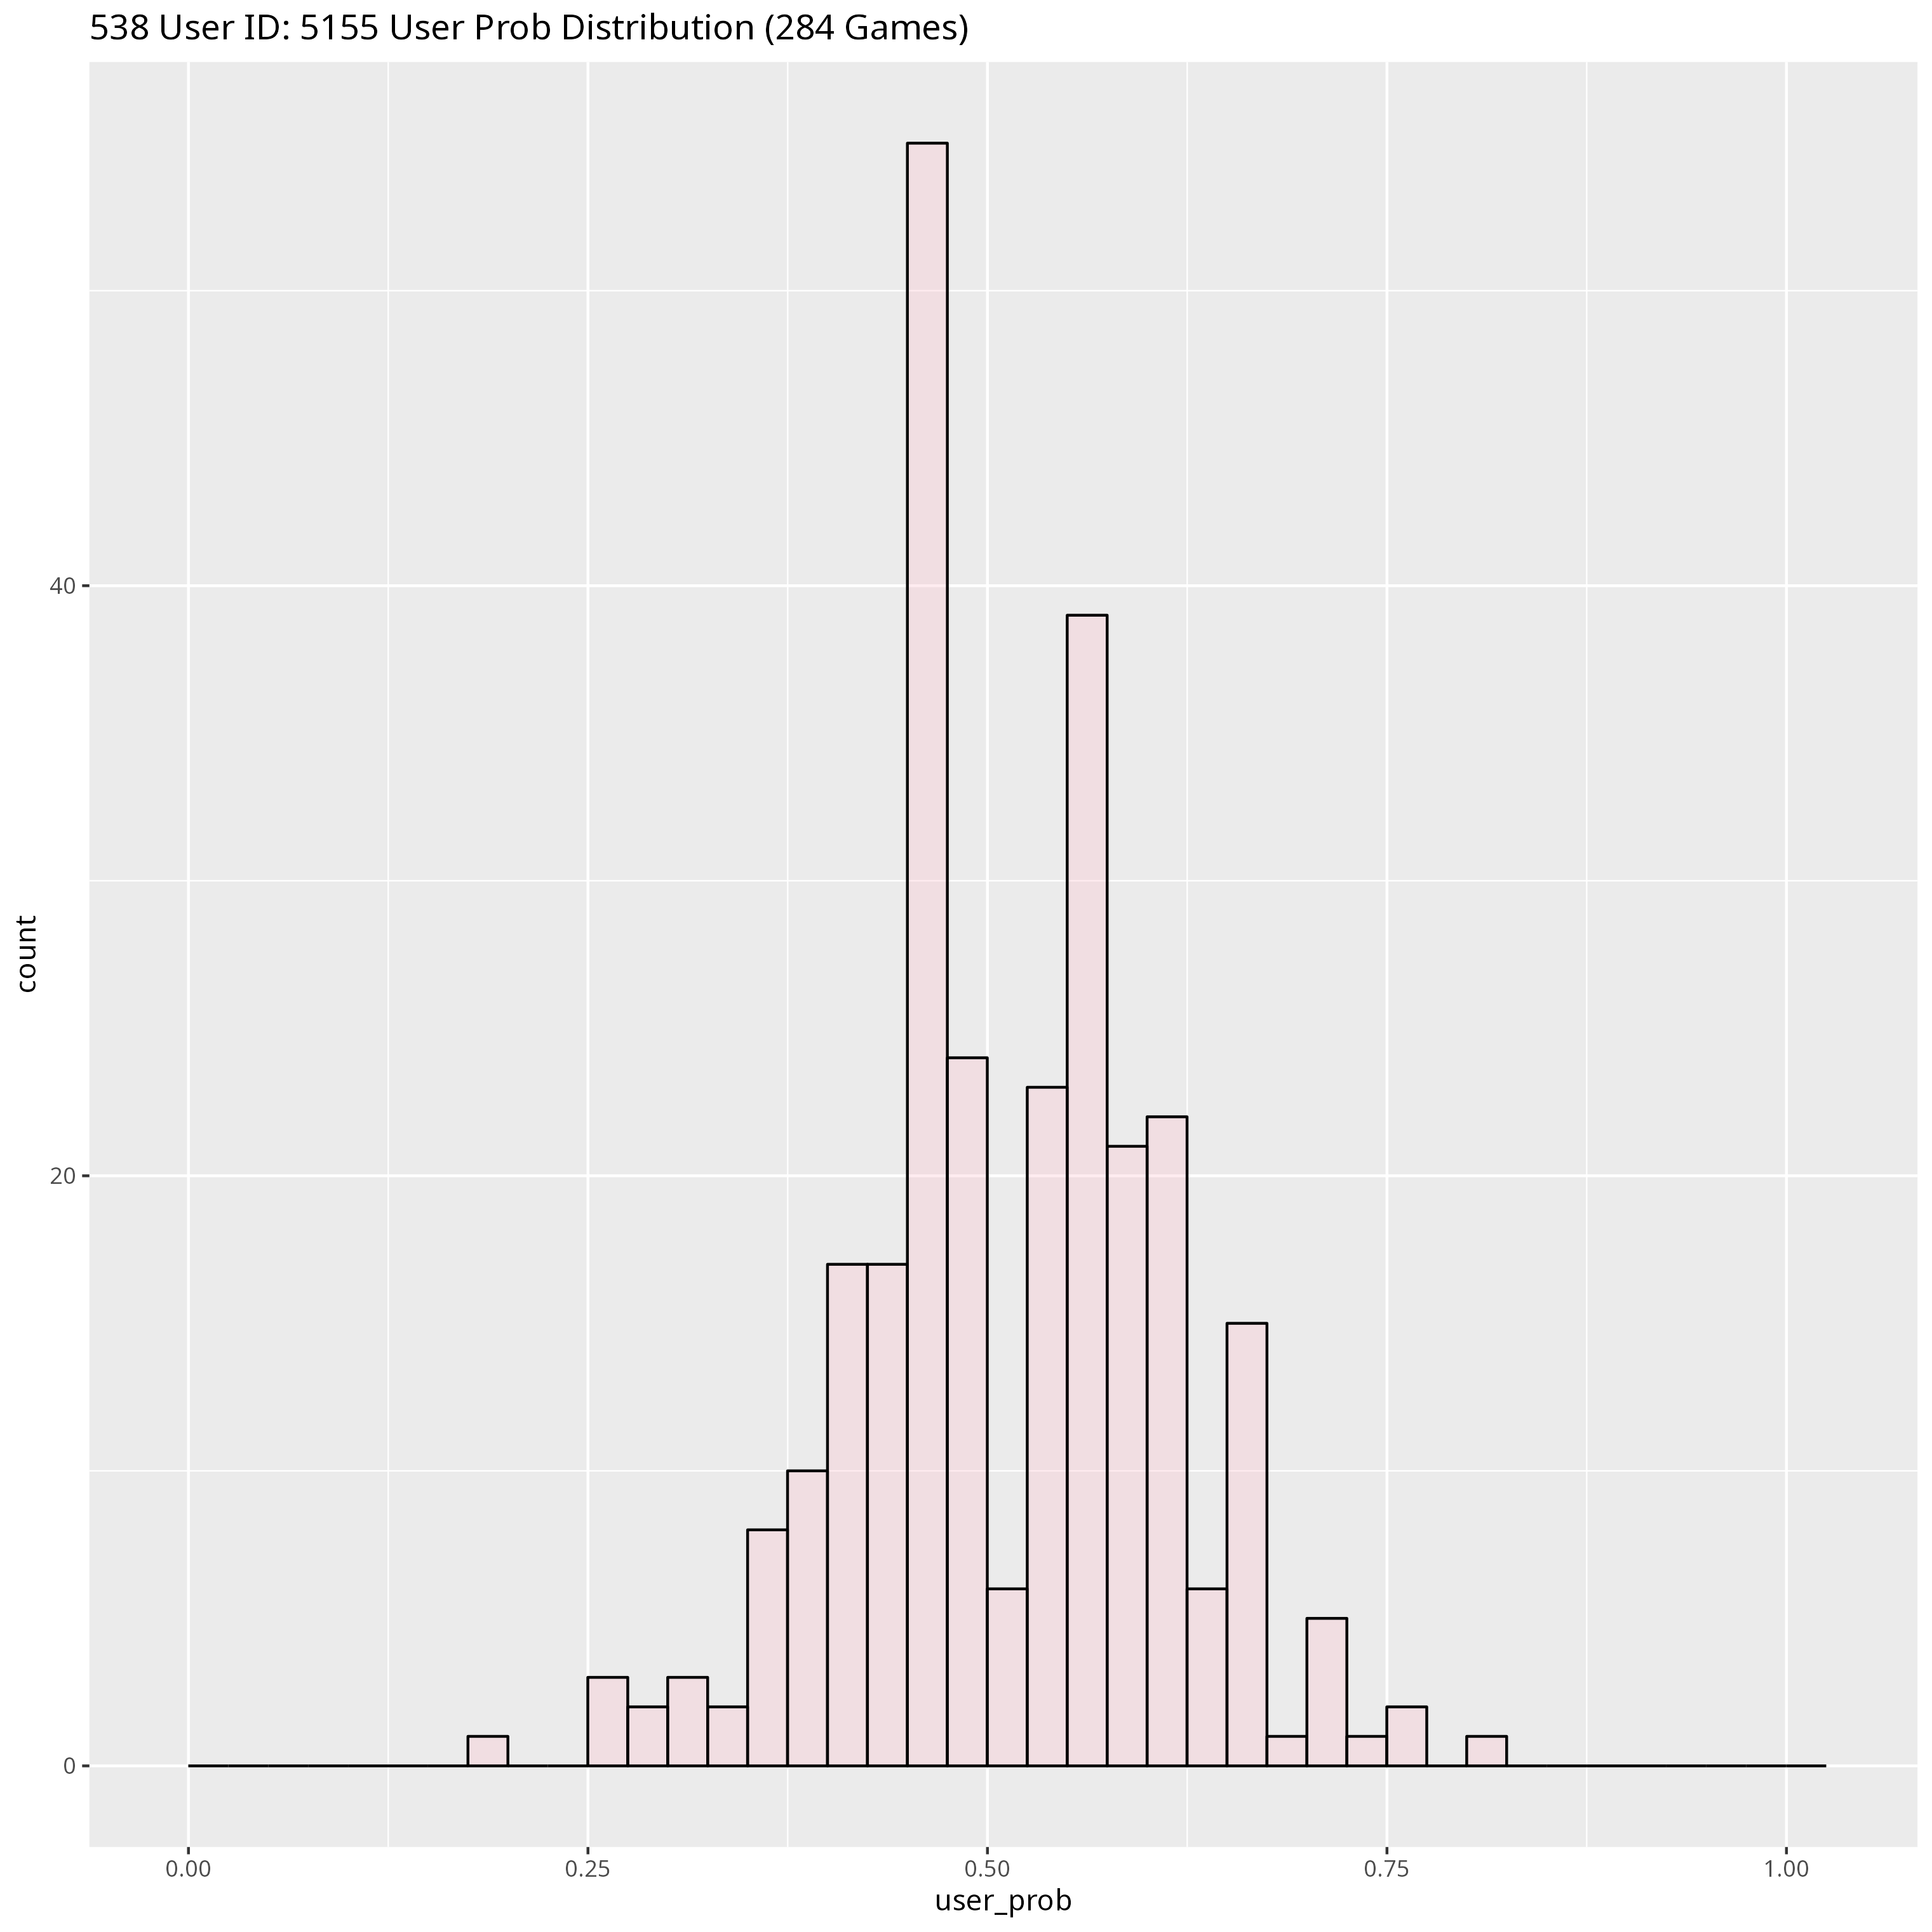 538 User ID: 5155 User Prob Distribution (284 Games)
count
40
20
0
0.00 0.25 0.50 0.75 1.00
user_prob